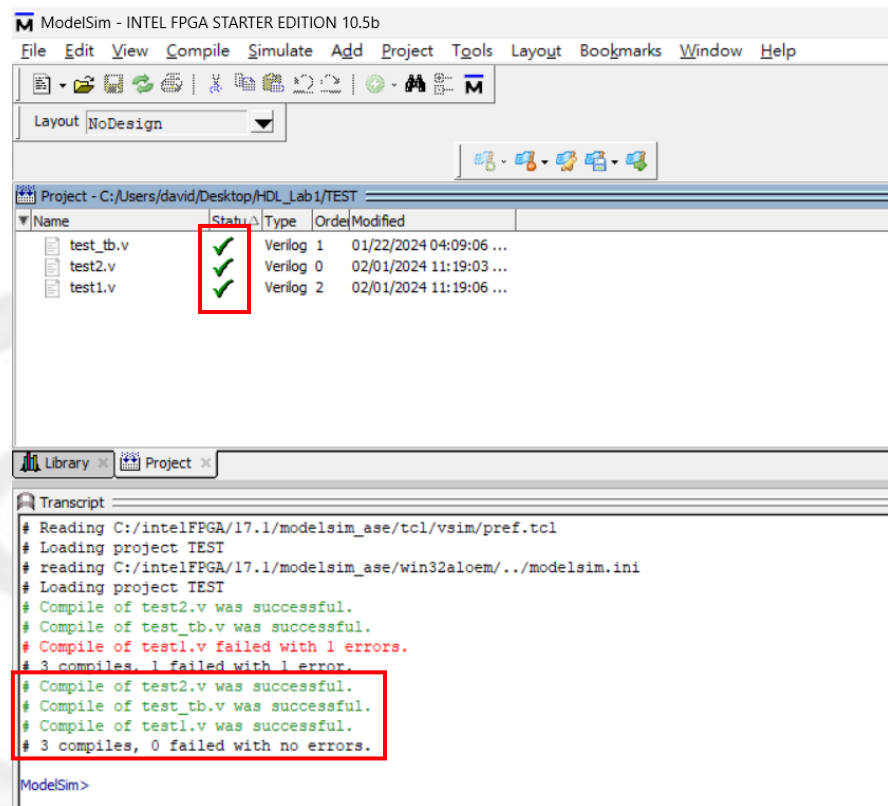 ModelSim - INTEL FPGA STARTER EDITION 10.5b
File Edit View Compile Simulate Add Project Tools Layout Bookmarks Window Help
Layout NoDesign
Project - C:/Users/david/Desktop/HDL_Lab1/TEST
Name Statu Type Order Modified
test_tb.v Verilog 1 01/22/2024 04:09:06 ...
test2.v Verilog 0 02/01/2024 11:19:03 ...
test1.v Verilog 2 02/01/2024 11:19:06 ...
Library Project
Transcript
# Reading C:/intelFPGA/17.1/modelsim_ase/tcl/vsim/pref.tcl
# Loading project TEST
# reading C:/intelFPGA/17.1/modelsim_ase/win32aloem/../modelsim.ini
# Loading project TEST
# Compile of test2.v was successful.
# Compile of test_tb.v was successful.
# Compile of test1.v failed with 1 errors.
# 3 compiles, 1 failed with 1 error.
# Compile of test2.v was successful.
# Compile of test_tb.v was successful.
# Compile of test1.v was successful.
# 3 compiles, 0 failed with no errors.
ModelSim>